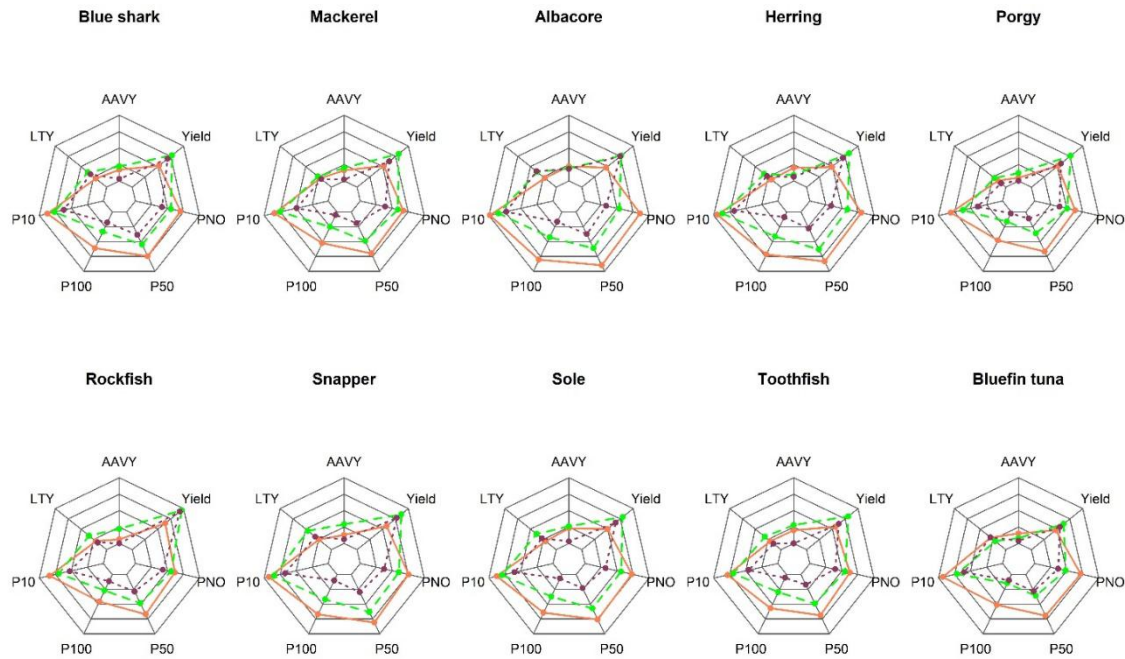 Blue shark Mackerel Albacore Herring Porgy
AAVY AAVY AAVY AAVY AAVY
LTY Yield LTY Yield LTY Yield LTY Yield LTY Yield
P10 PNO P10 PNO P10 PNO P10 PNO P10 PNO
P100 P50 P100 P50 P100 P50 P100 P50 P100 P50
Rockfish Snapper Sole Toothfish Bluefin tuna
AAVY AAVY AAVY AAVY AAVY
LTY Yield LTY Yield LTY Yield LTY Yield LTY Yield
P10 PNO P10 PNO P10 PNO P10 PNO P10 PNO
P100 P50 P100 P50 P100 P50 P100 P50 P100 P50